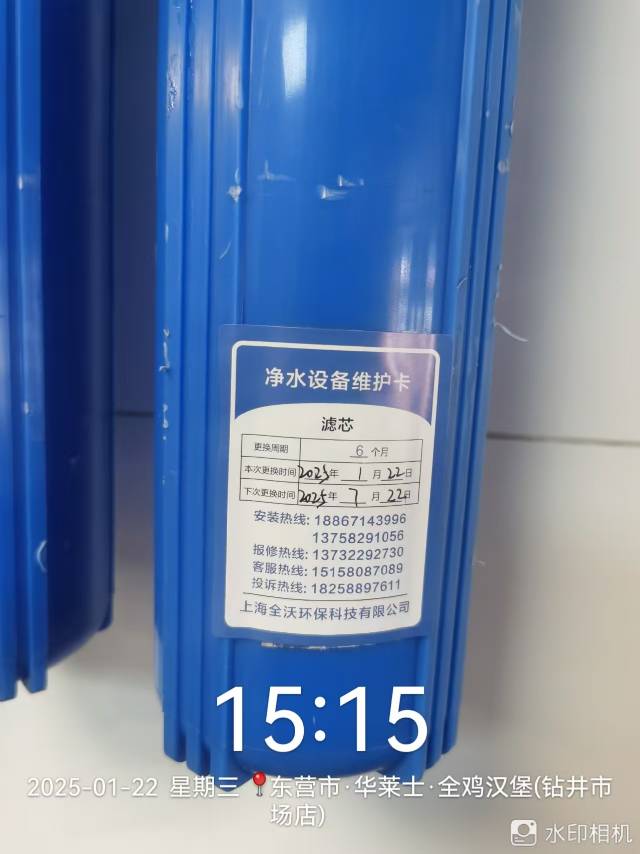 净水设备维护卡
滤芯
更换周期 6 个月
本次更换时间 2025年 1 月 22日
下次更换时间 2025年 7 月 22日
安装热线: 18867143996
13758291056
报修热线: 13732292730
客服热线: 15158087089
投诉热线: 18258897611
上海全沃环保科技有限公司
15:15
2025-01-22 星期三 东营市·华莱士·全鸡汉堡(钻井市
场店)
水印相机